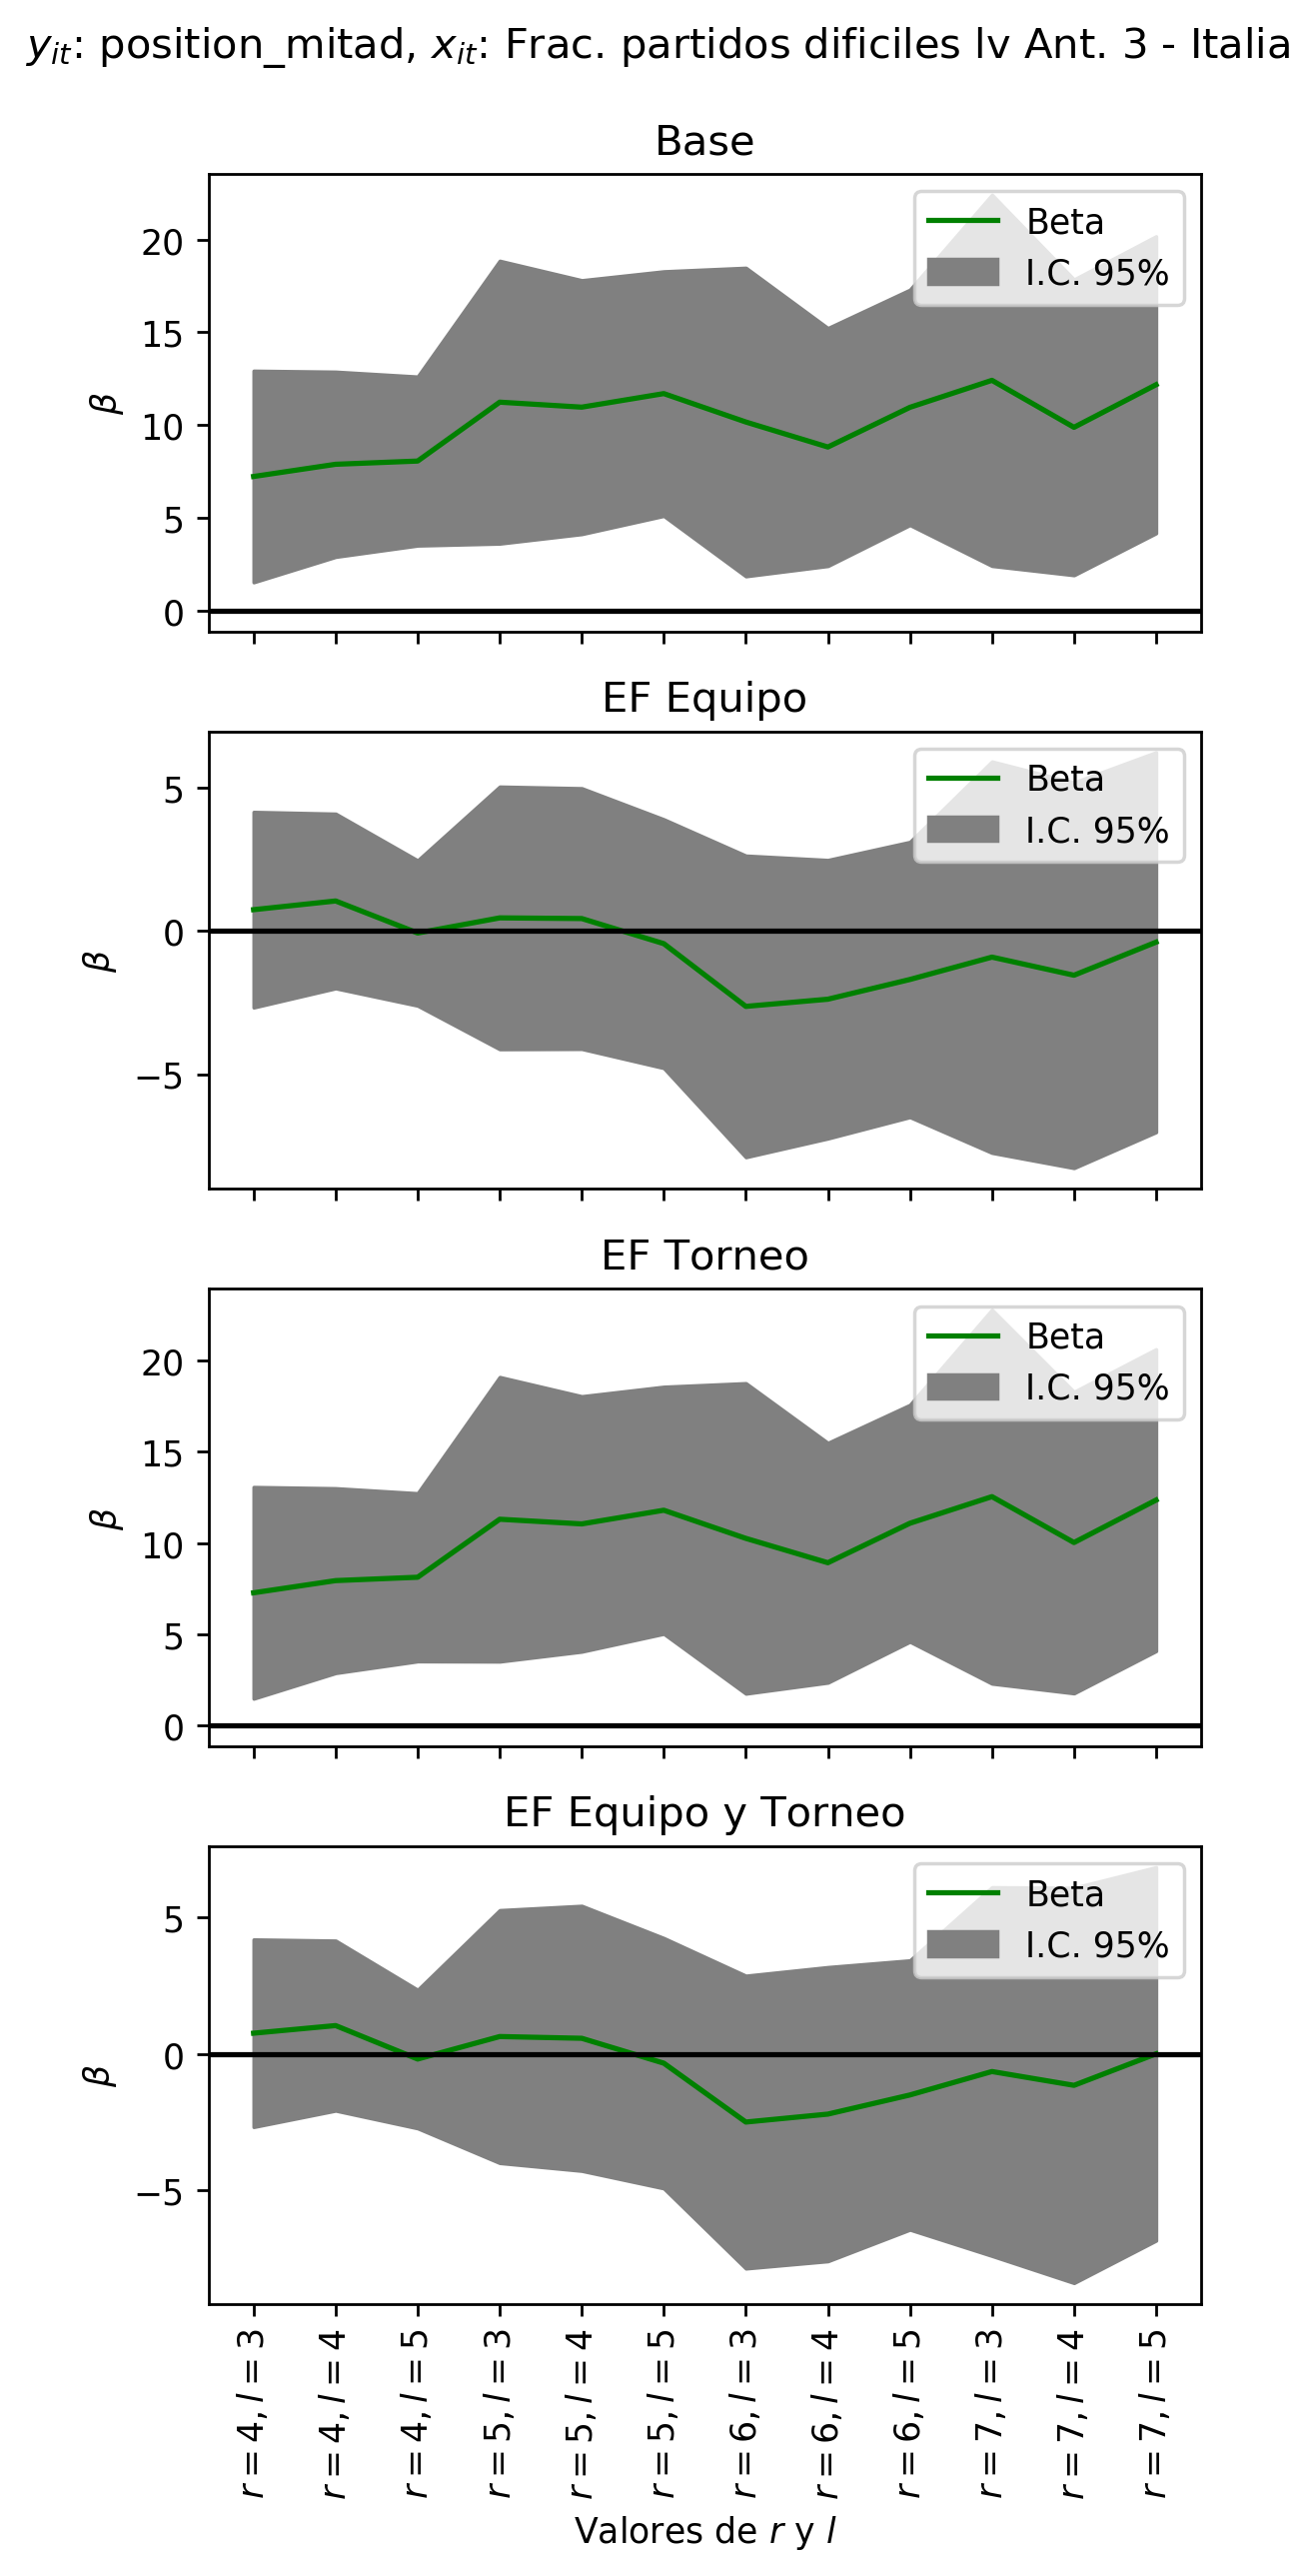 y_it: position_mitad, x_it: Frac. partidos dificiles lv Ant. 3 - Italia
Base
Beta
I.C. 95%
20
15
10
5
0
β
EF Equipo
Beta
I.C. 95%
5
0
−5
β
EF Torneo
Beta
I.C. 95%
20
15
10
5
0
β
EF Equipo y Torneo
Beta
I.C. 95%
5
0
−5
β
r = 4, l = 3
r = 4, l = 4
r = 4, l = 5
r = 5, l = 3
r = 5, l = 4
r = 5, l = 5
r = 6, l = 3
r = 6, l = 4
r = 6, l = 5
r = 7, l = 3
r = 7, l = 4
r = 7, l = 5
Valores de r y l